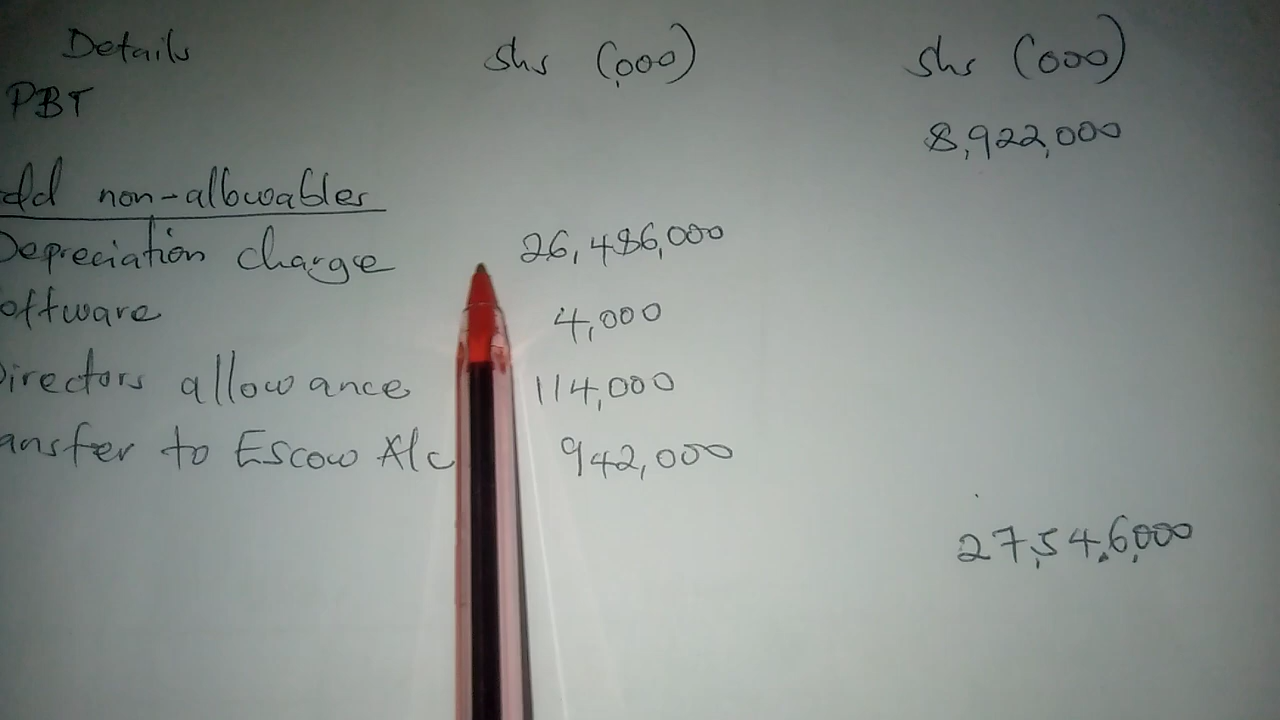 Details shs (,000) shs (000)
PBT 8,922,000
dd non-allowables
Depreciation charge 26,486,000
oftware 4,000
Directors allowance 114,000
ansfer to Escow A/c 942,000
27,546,000